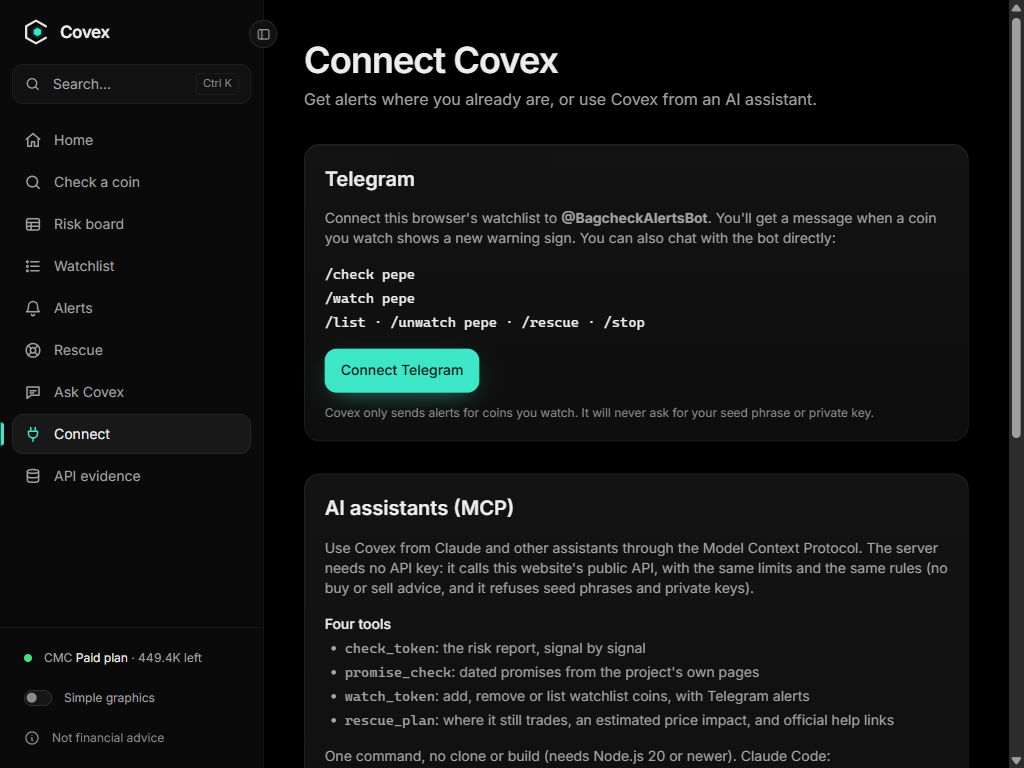 Covex
Search...
Ctrl K
Home
Check a coin
Risk board
Watchlist
Alerts
Rescue
Ask Covex
Connect
API evidence
CMC Paid plan · 449.4K left
Simple graphics
Not financial advice
Connect Covex
Get alerts where you already are, or use Covex from an AI assistant.
Telegram
Connect this browser's watchlist to @BagcheckAlertsBot. You'll get a message when a coin
you watch shows a new warning sign. You can also chat with the bot directly:
/check pepe
/watch pepe
/list · /unwatch pepe · /rescue · /stop
Connect Telegram
Covex only sends alerts for coins you watch. It will never ask for your seed phrase or private key.
AI assistants (MCP)
Use Covex from Claude and other assistants through the Model Context Protocol. The server
needs no API key: it calls this website's public API, with the same limits and the same rules (no
buy or sell advice, and it refuses seed phrases and private keys).
Four tools
• check_token: the risk report, signal by signal
• promise_check: dated promises from the project's own pages
• watch_token: add, remove or list watchlist coins, with Telegram alerts
• rescue_plan: where it still trades, an estimated price impact, and official help links
One command, no clone or build (needs Node.js 20 or newer). Claude Code: